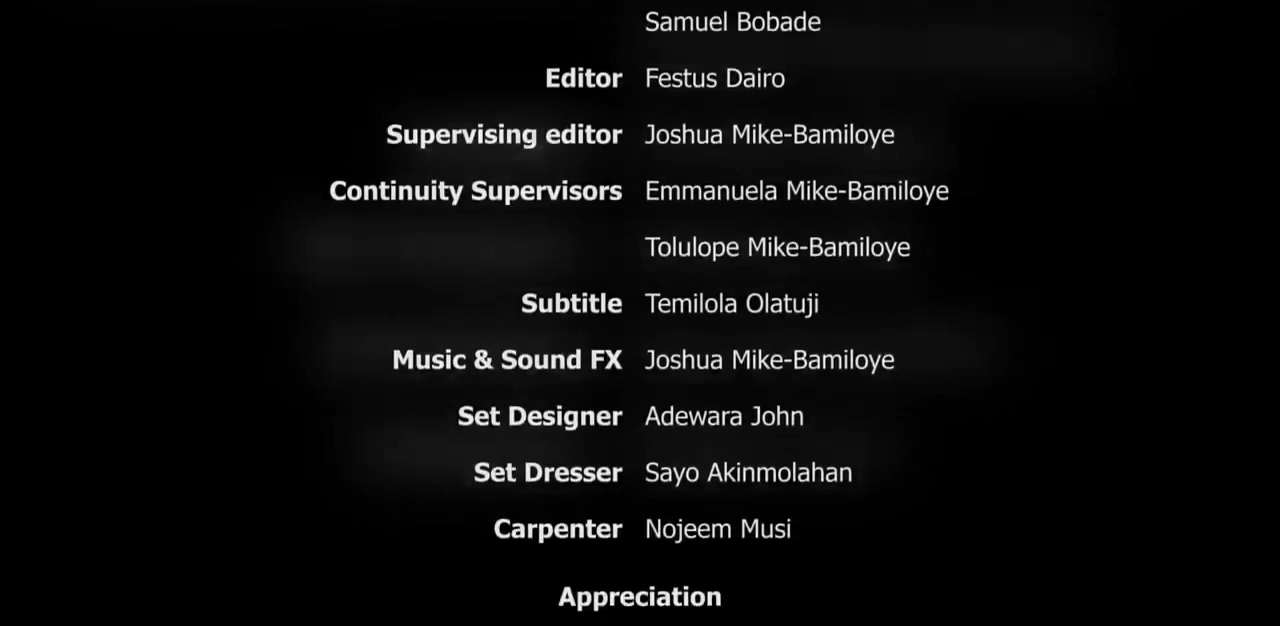 Samuel Bobade
Editor Festus Dairo
Supervising editor Joshua Mike-Bamiloye
Continuity Supervisors Emmanuela Mike-Bamiloye
Tolulope Mike-Bamiloye
Subtitle Temilola Olatuji
Music & Sound FX Joshua Mike-Bamiloye
Set Designer Adewara John
Set Dresser Sayo Akinmolahan
Carpenter Nojeem Musi
Appreciation